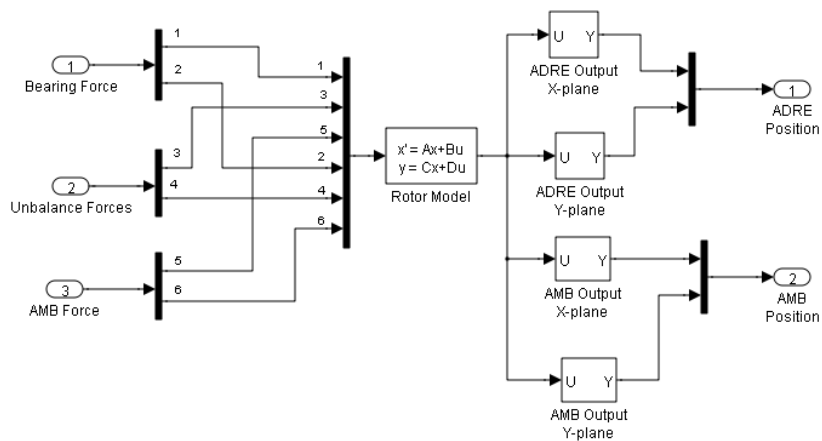 1
Bearing Force
1
2
2
Unbalance Forces
3
4
3
AMB Force
5
6
1
3
5
2
4
6
x' = Ax+Bu
y = Cx+Du
Rotor Model
U Y
ADRE Output
X-plane
U Y
ADRE Output
Y-plane
1
ADRE
Position
U Y
AMB Output
X-plane
U Y
AMB Output
Y-plane
2
AMB
Position